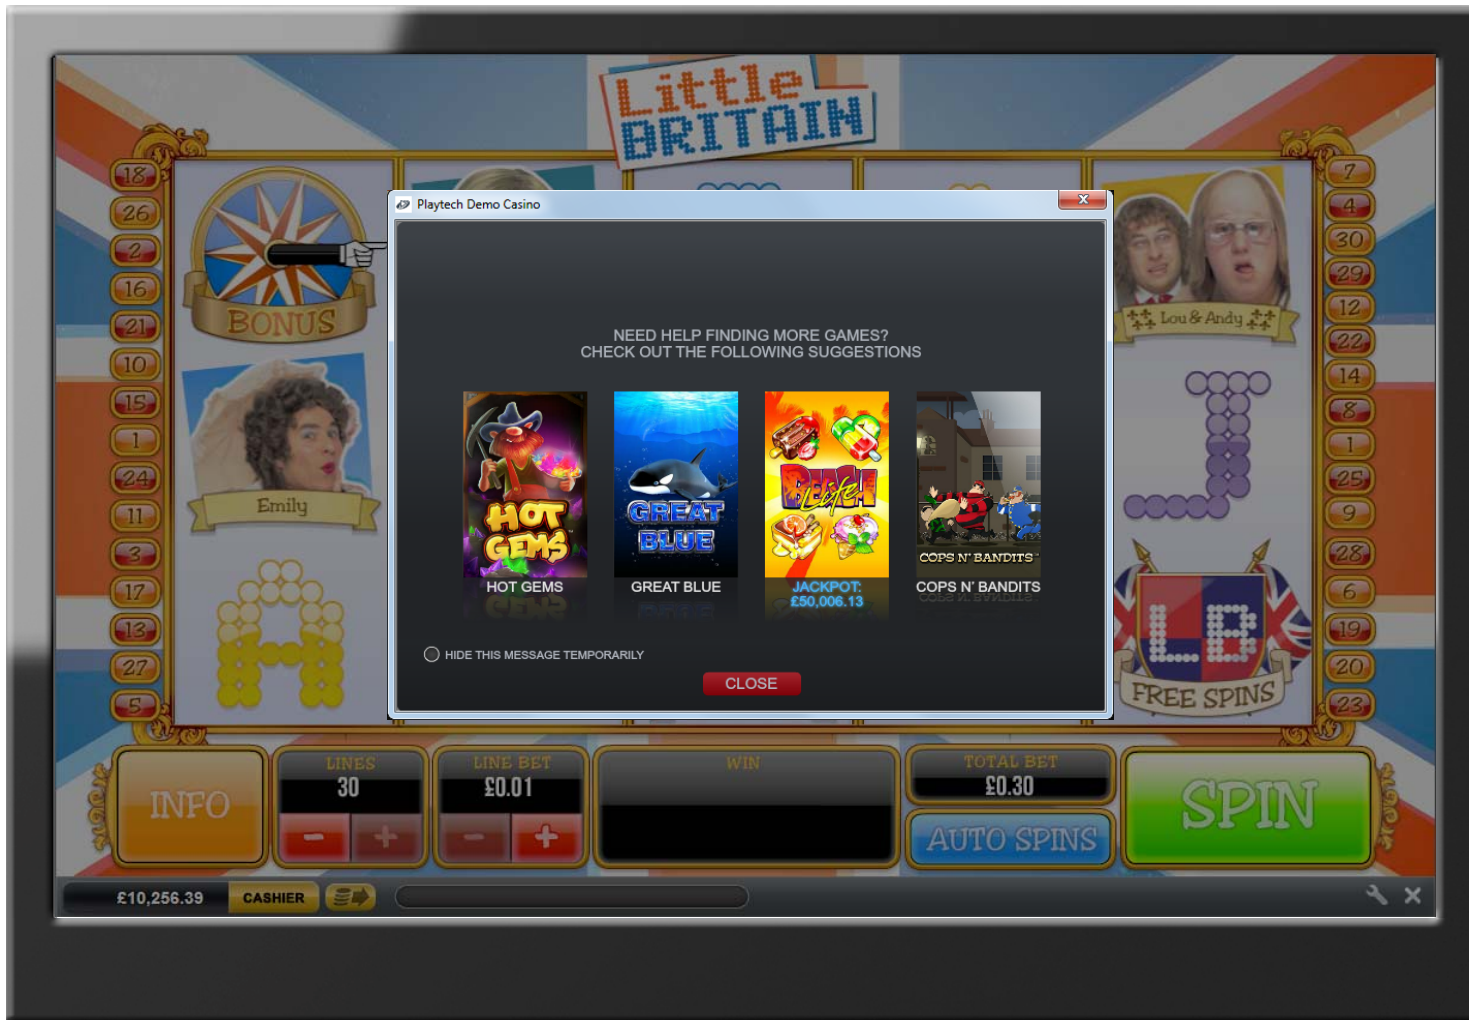 Little
BRITAIN
18
26
2
16
21
10
15
1
24
11
3
17
13
27
5
BONUS
Emily
Playtech Demo Casino
NEED HELP FINDING MORE GAMES?
CHECK OUT THE FOLLOWING SUGGESTIONS
HOT
GEMS
GREAT
BLUE
BEACH
Life
COPS N' BANDITS
HOT GEMS
GREAT BLUE
JACKPOT:
£50,006.13
COPS N' BANDITS
HIDE THIS MESSAGE TEMPORARILY
CLOSE
Lou & Andy
J
A
LB
FREE SPINS
7
4
30
29
12
22
14
8
1
25
9
28
6
19
20
23
INFO
LINES
30
- +
LINE BET
£0.01
- +
WIN
TOTAL BET
£0.30
AUTO SPINS
SPIN
£10,256.39
CASHIER